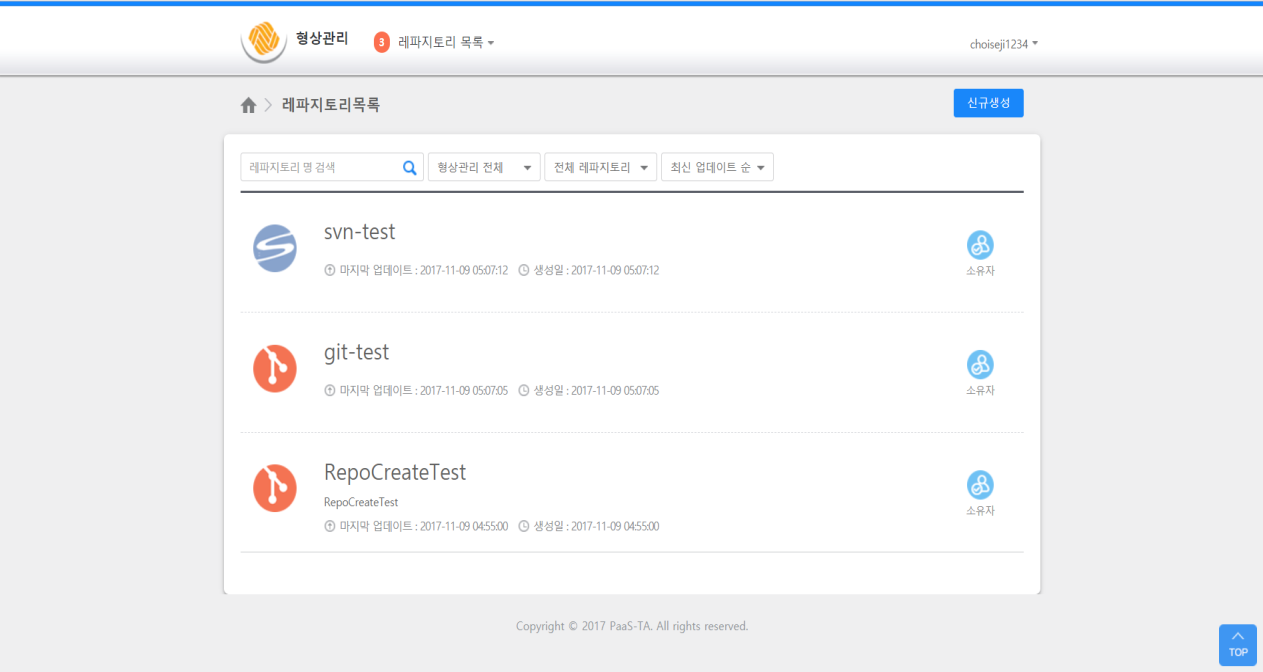 형상관리 3 레파지토리 목록 choiseji1234
레파지토리목록 신규생성
레파지토리 명 검색 형상관리 전체 전체 레파지토리 최신 업데이트 순
svn-test
마지막 업데이트 : 2017-11-09 05:07:12 생성일 : 2017-11-09 05:07:12
소유자
git-test
마지막 업데이트 : 2017-11-09 05:07:05 생성일 : 2017-11-09 05:07:05
소유자
RepoCreateTest
RepoCreateTest
마지막 업데이트 : 2017-11-09 04:55:00 생성일 : 2017-11-09 04:55:00
소유자
Copyright © 2017 PaaS-TA. All rights reserved.
TOP